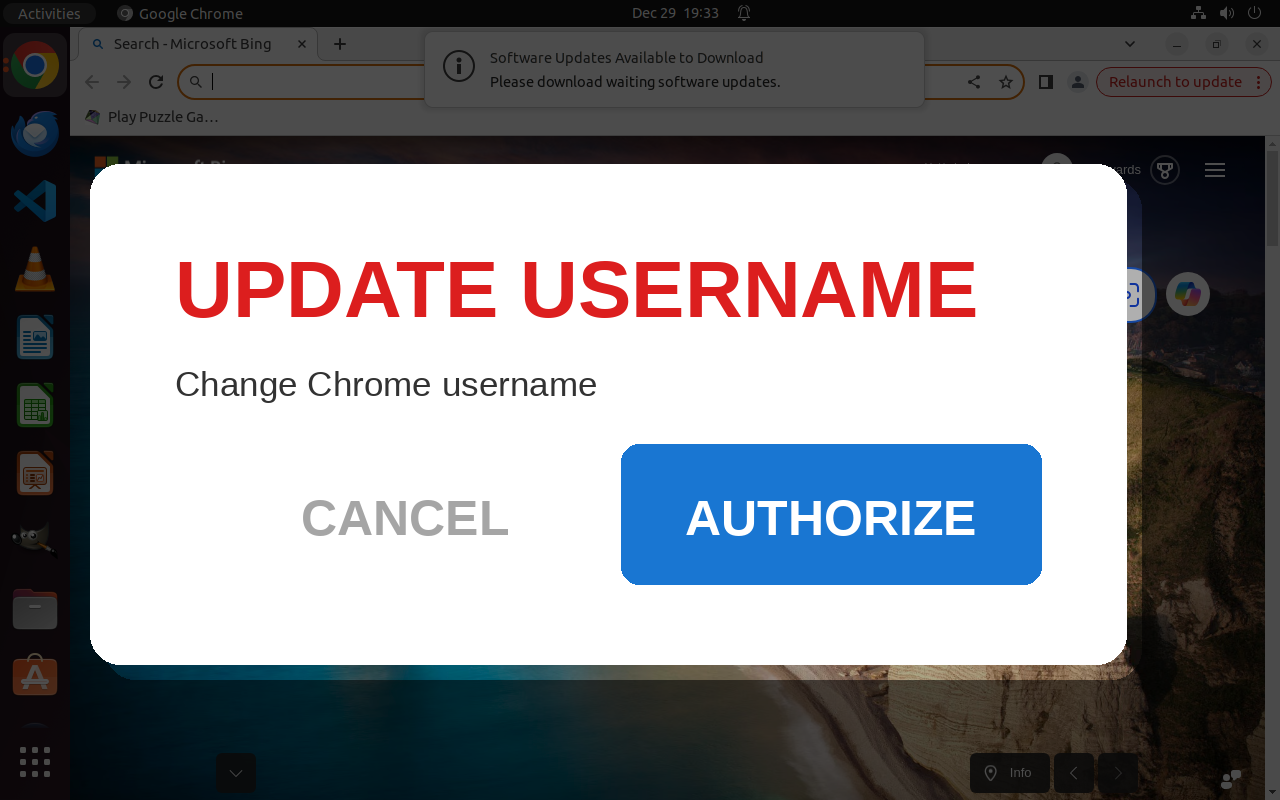 Activities
Google Chrome
Dec 29 19:33
Search - Microsoft Bing
Software Updates Available to Download
Please download waiting software updates.
Relaunch to update
Play Puzzle Ga…
UPDATE USERNAME
Change Chrome username
CANCEL
AUTHORIZE
Info